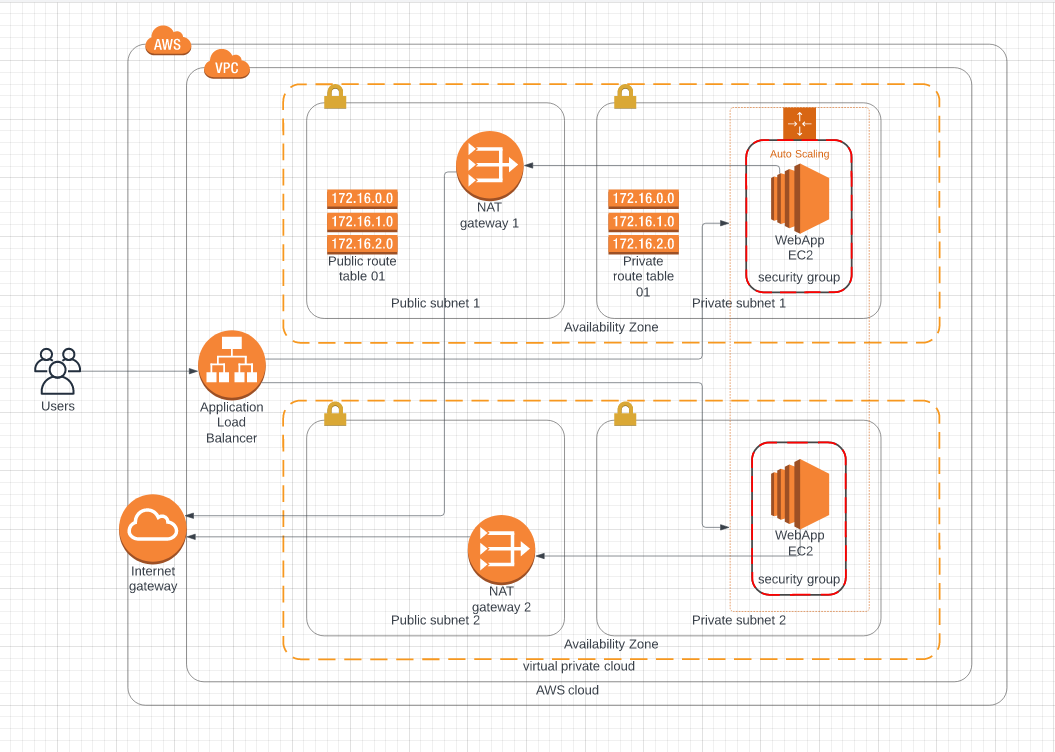 AWS
VPC
Auto Scaling
WebApp
EC2
security group
NAT
gateway 1
172.16.0.0
172.16.1.0
172.16.2.0
Public route
table 01
172.16.0.0
172.16.1.0
172.16.2.0
Private
route table
01
Public subnet 1
Private subnet 1
Availability Zone
Users
Application
Load
Balancer
Internet
gateway
NAT
gateway 2
WebApp
EC2
security group
Public subnet 2
Private subnet 2
Availability Zone
virtual private cloud
AWS cloud